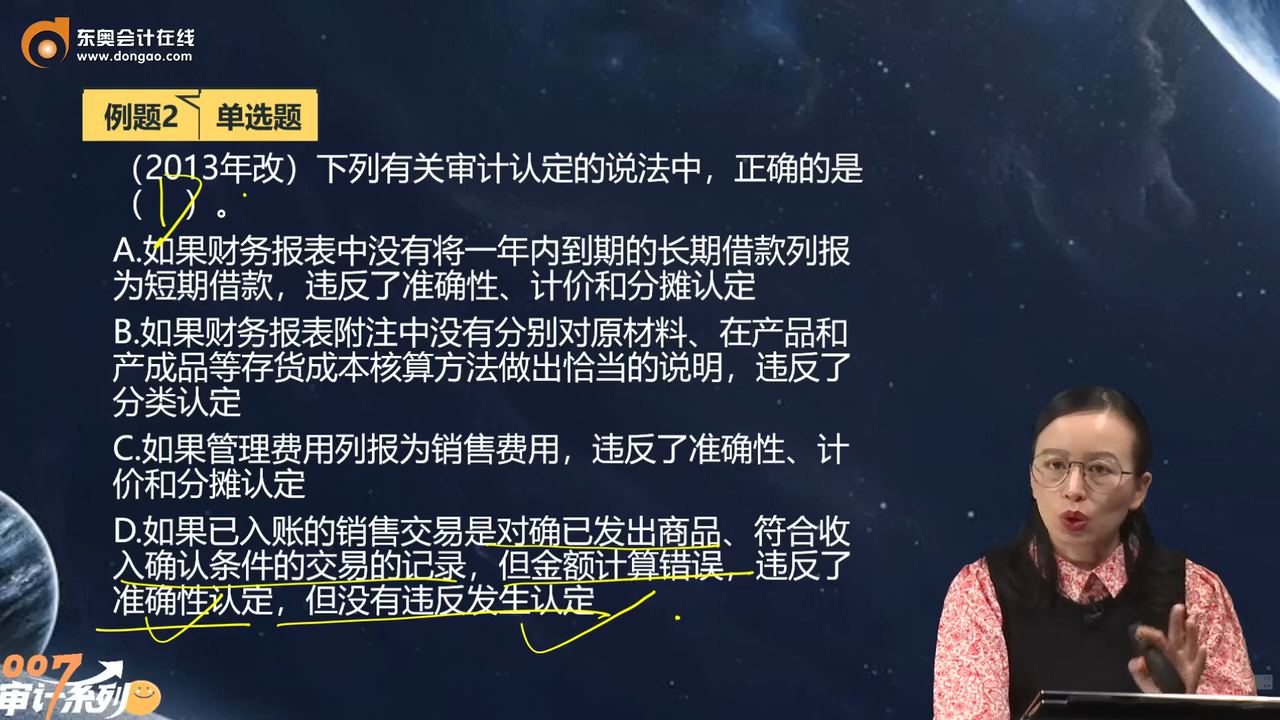 东奥会计在线
www.dongao.com
例题2 单选题
（2013年改）下列有关审计认定的说法中，正确的是
（D）。
A.如果财务报表中没有将一年内到期的长期借款列报
为短期借款，违反了准确性、计价和分摊认定
B.如果财务报表附注中没有分别对原材料、在产品和
产成品等存货成本核算方法做出恰当的说明，违反了
分类认定
C.如果管理费用列报为销售费用，违反了准确性、计
价和分摊认定
D.如果已入账的销售交易是对确已发出商品、符合收
入确认条件的交易的记录，但金额计算错误，违反了
准确性认定，但没有违反发生认定
007
审计系列